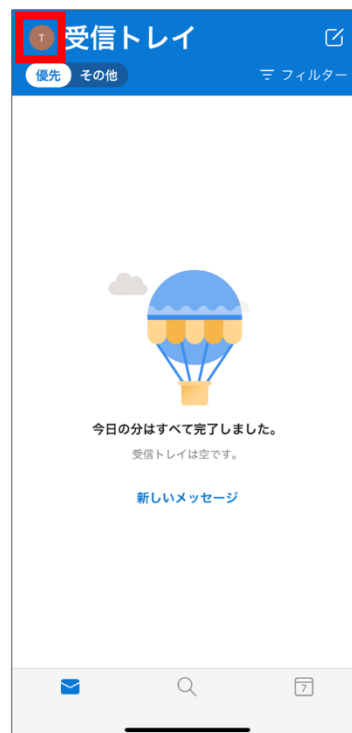 T 受信トレイ
優先 その他 フィルター
今日の分はすべて完了しました。
受信トレイは空です。
新しいメッセージ
7